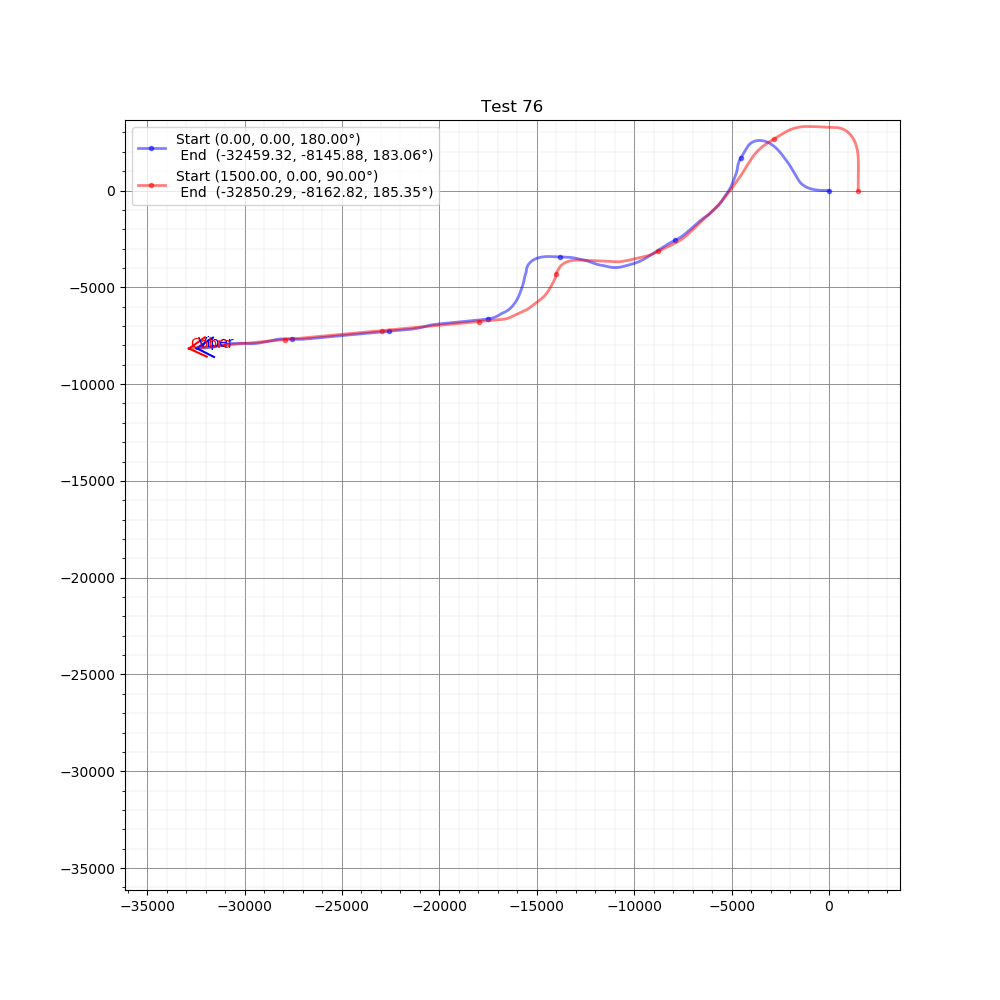 Test 76
Start (0.00, 0.00, 180.00°)
End (-32459.32, -8145.88, 183.06°)
Start (1500.00, 0.00, 90.00°)
End (-32850.29, -8162.82, 185.35°)
0
−5000
−10000
−15000
−20000
−25000
−30000
−35000
−35000 −30000 −25000 −20000 −15000 −10000 −5000 0